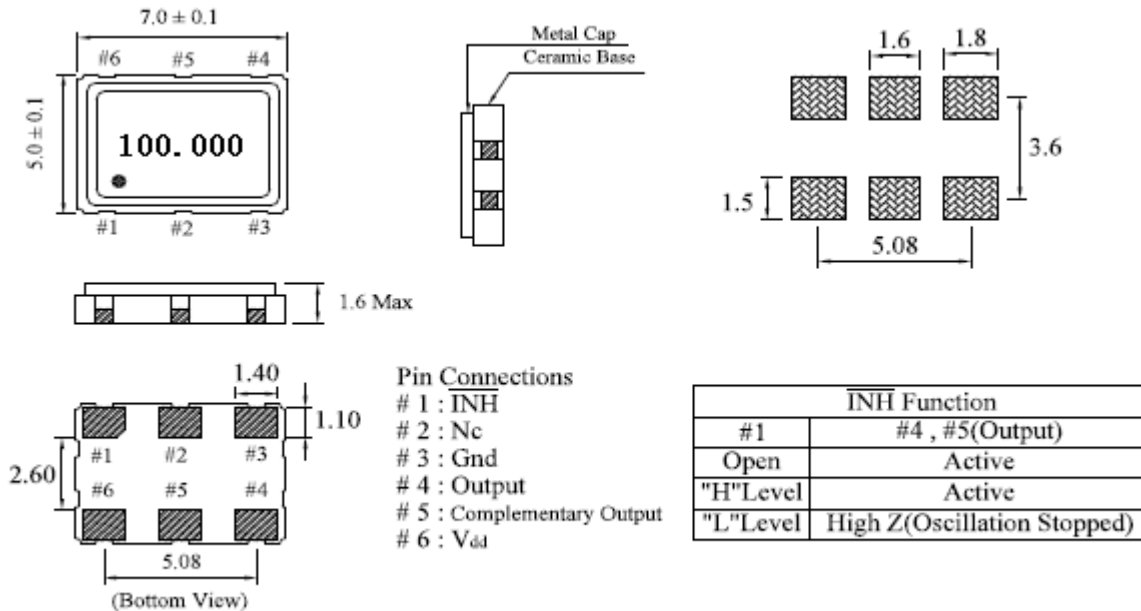 7.0 ± 0.1
#6 #5 #4
5.0 ± 0.1
100.000
#1 #2 #3
Metal Cap
Ceramic Base
1.6 1.8
3.6
1.5
5.08
1.6 Max
1.40
1.10
#1 #2 #3
2.60
#6 #5 #4
5.08
(Bottom View)
Pin Connections
# 1 : I̅N̅H̅
# 2 : Nc
# 3 : Gnd
# 4 : Output
# 5 : Complementary Output
# 6 : Vdd
I̅N̅H̅ Function
#1 #4 , #5(Output)
Open Active
"H"Level Active
"L"Level High Z(Oscillation Stopped)